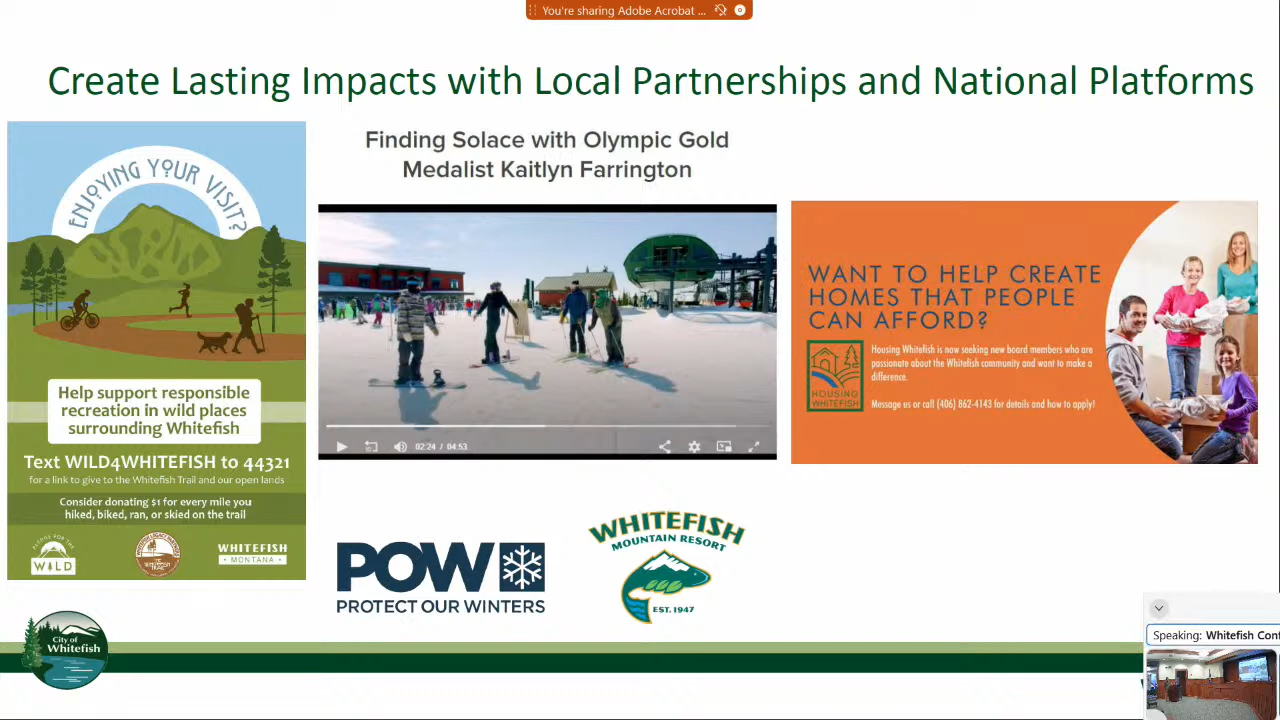 You're sharing Adobe Acrobat ...
Create Lasting Impacts with Local Partnerships and National Platforms
ENJOYING YOUR VISIT?
Help support responsible
recreation in wild places
surrounding Whitefish
Text WILD4WHITEFISH to 44321
for a link to give to the Whitefish Trail and our open lands
Consider donating $1 for every mile you
hiked, biked, ran, or skied on the trail
WILD
WHITEFISH
MONTANA
Finding Solace with Olympic Gold
Medalist Kaitlyn Farrington
02:24 / 04:53
WANT TO HELP CREATE
HOMES THAT PEOPLE
CAN AFFORD?
Housing Whitefish is now seeking new board members who are
passionate about the Whitefish community and want to make a
difference.
Message us or call (406) 862-4143 for details and how to apply!
HOUSING
WHITEFISH
POW
PROTECT OUR WINTERS
WHITEFISH
MOUNTAIN RESORT
EST. 1947
City of
Whitefish
Speaking: Whitefish Conf